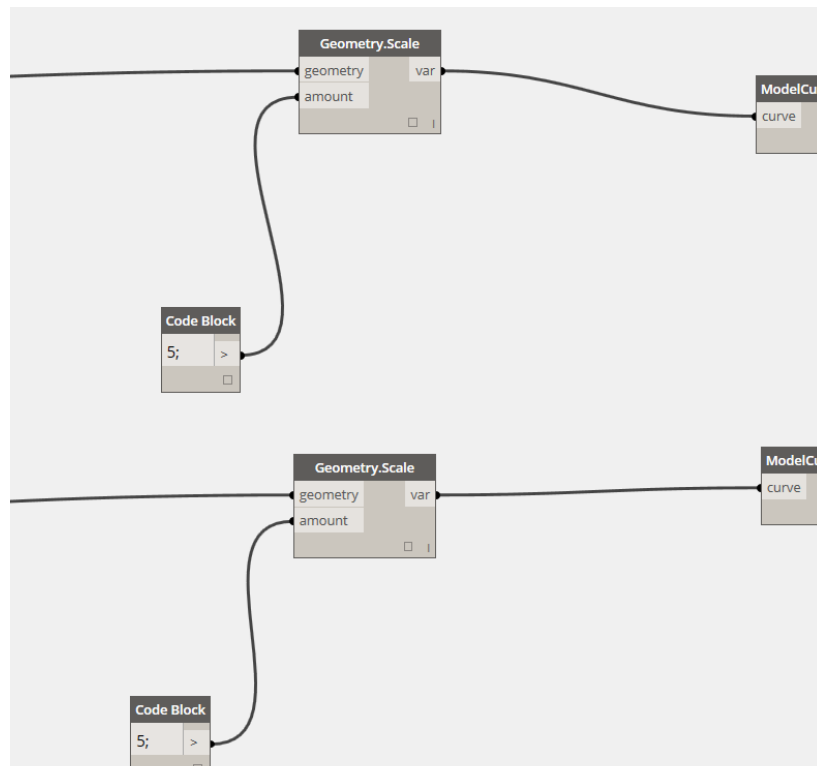 Geometry.Scale
geometry var
amount
ModelCu
curve
Code Block
5; >
Geometry.Scale
geometry var
amount
ModelCu
curve
Code Block
5; >